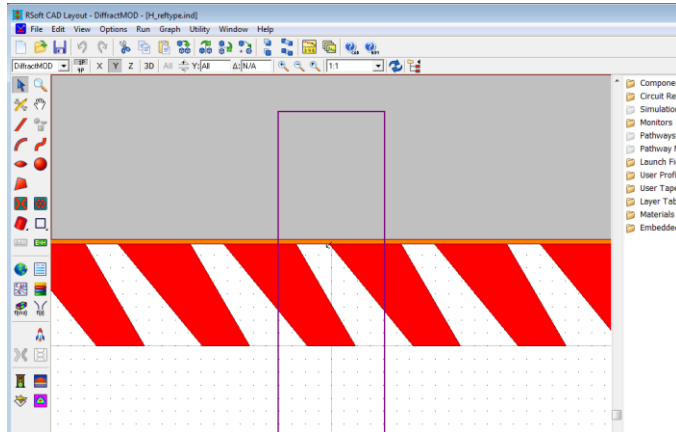 RSoft CAD Layout - DiffractMOD - [H_reftype.ind]
File Edit View Options Run Graph Utility Window Help
DiffractMOD X Y Z 3D All Y: All Δ: N/A 1:1
Compone
Circuit Re
Simulation
Monitors
Pathways
Pathway M
Launch Fi
User Profi
User Tape
Layer Tab
Materials
Embedded